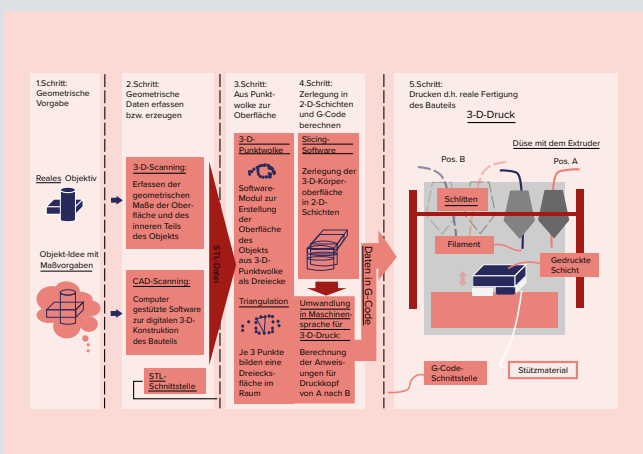 1.Schritt:
Geometrische
Vorgabe
Reales Objektiv
Objekt-Idee mit
Maßvorgaben
2.Schritt:
Geometrische
Daten erfassen
bzw. erzeugen
3-D-Scanning:
Erfassen der
geometrischen
Maße der Ober-
fläche und des
inneren Teils
des Objekts
CAD-Scanning:
Computer
gestützte Software
zur digitalen 3-D-
Konstruktion
des Bauteils
STL-
Schnittstelle
STL-Datei
3.Schritt:
Aus Punkt-
wolke zur
Oberfläche
3-D-
Punktwolke
Software-
Modul zur
Erstellung
der
Oberfläche
des
Objekts
aus 3-D-
Punktwolke
als Dreiecke
Triangulation
Je 3 Punkte
bilden eine
Dreiecks-
fläche im
Raum
4.Schritt:
Zerlegung in
2-D-Schichten
und G-Code
berechnen
Slicing-
Software
Zerlegung der
3-D-Körper-
oberfläche
in 2-D-
Schichten
Umwandung
in Maschinen-
sprache für
3-D-Druck:
Berechnung
der Anweis-
ungen für
Druckkopf
von A nach B
Daten in G-Code
5.Schritt:
Drucken d.h. reale Fertigung
des Bauteils
3-D-Druck
Düse mit dem Extruder
Pos. B
Pos. A
Schlitten
Filament
Gedruckte
Schicht
G-Code-
Schnittstelle
Stützmaterial